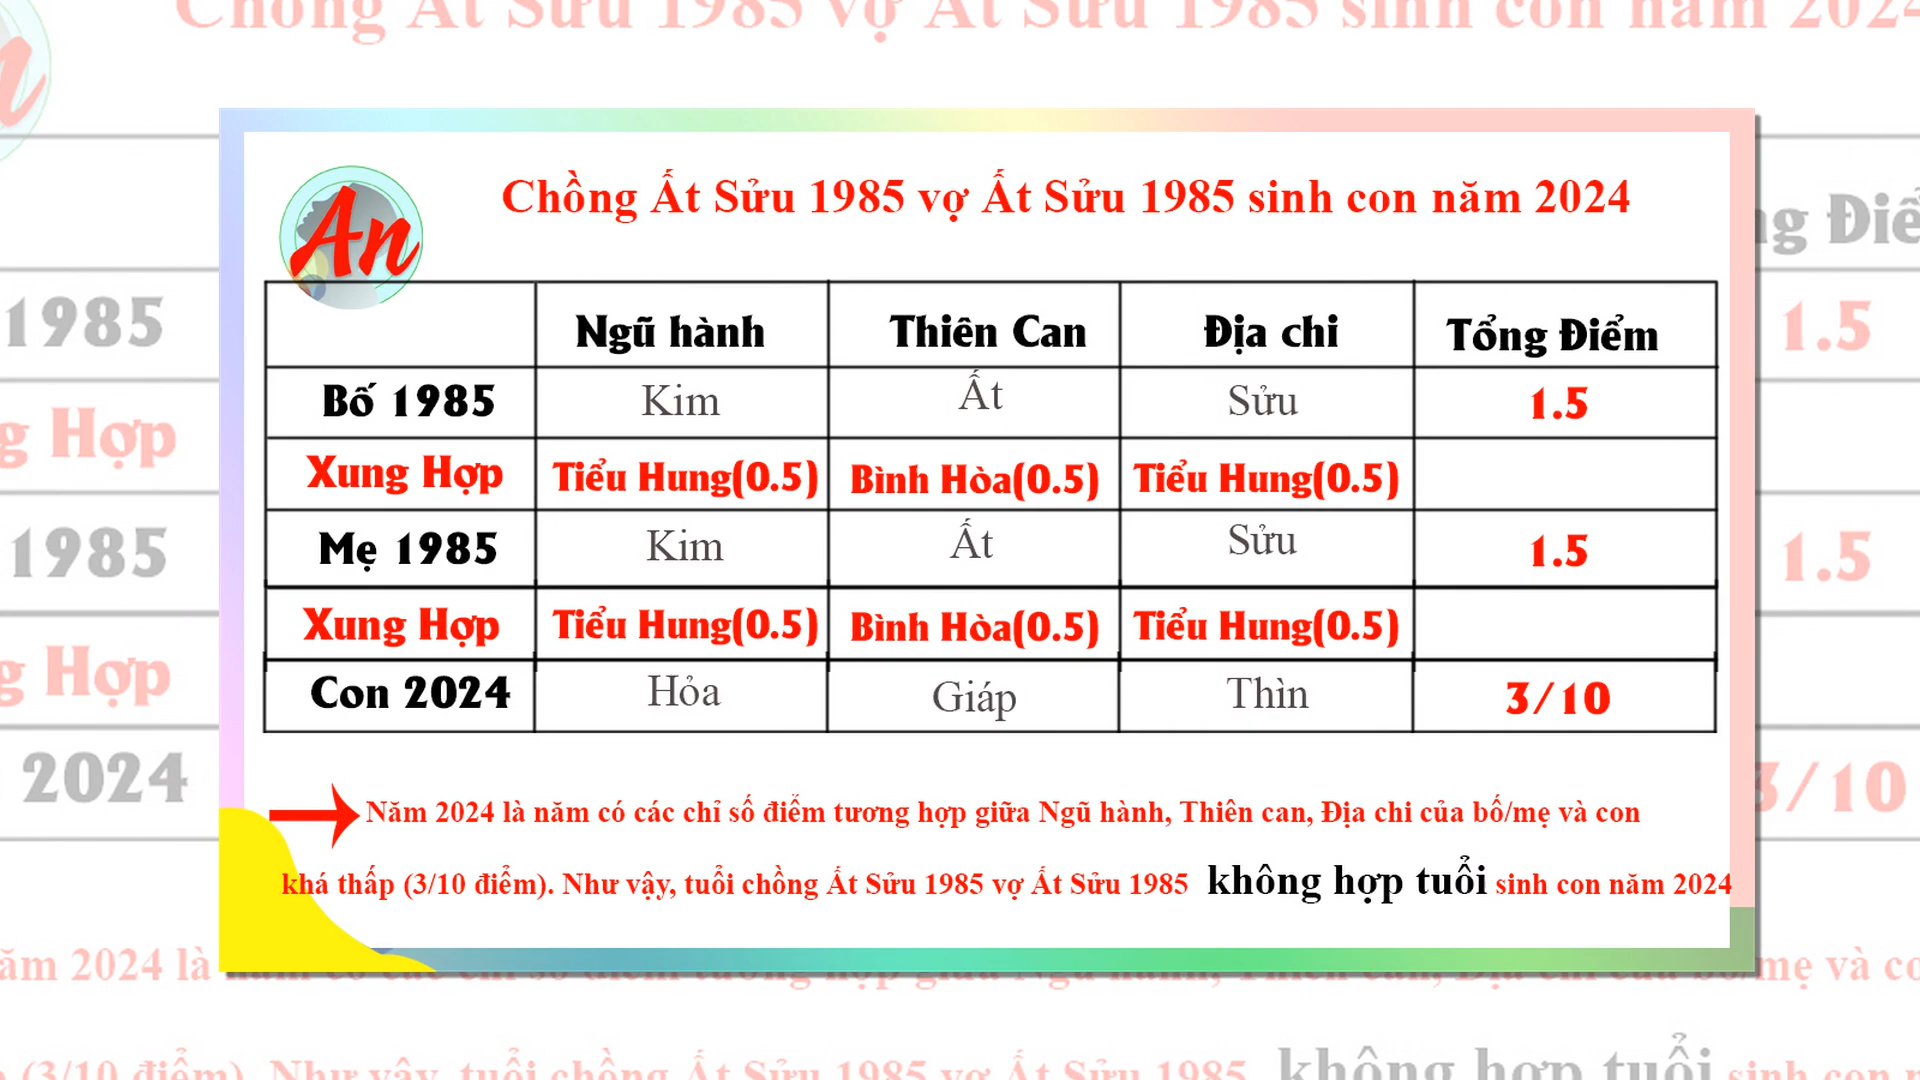 Chồng Ất Sửu 1985 vợ Ất Sửu 1985 sinh con năm 2024
An
Ngũ hành Thiên Can Địa chi Tổng Điểm
Bố 1985 Kim Ất Sửu 1.5
Xung Hợp Tiểu Hung(0.5) Bình Hòa(0.5) Tiểu Hung(0.5)
Mẹ 1985 Kim Ất Sửu 1.5
Xung Hợp Tiểu Hung(0.5) Bình Hòa(0.5) Tiểu Hung(0.5)
Con 2024 Hỏa Giáp Thìn 3/10
Năm 2024 là năm có các chỉ số điểm tương hợp giữa Ngũ hành, Thiên can, Địa chi của bố/mẹ và con
khá thấp (3/10 điểm). Như vậy, tuổi chồng Ất Sửu 1985 vợ Ất Sửu 1985 không hợp tuổi sinh con năm 2024